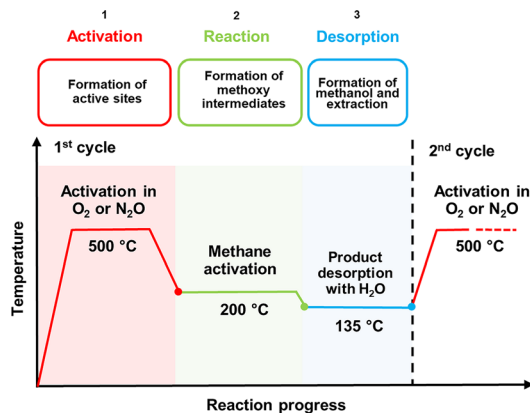 1
2
3
Activation
Reaction
Desorption
Formation of
active sites
Formation of
methoxy
intermediates
Formation of
methanol and
extraction
1st cycle
2nd cycle
Activation in
O₂ or N₂O
500 °C
Methane
activation
200 °C
Product
desorption
with H₂O
135 °C
Activation in
O₂ or N₂O
500 °C
Temperature
Reaction progress